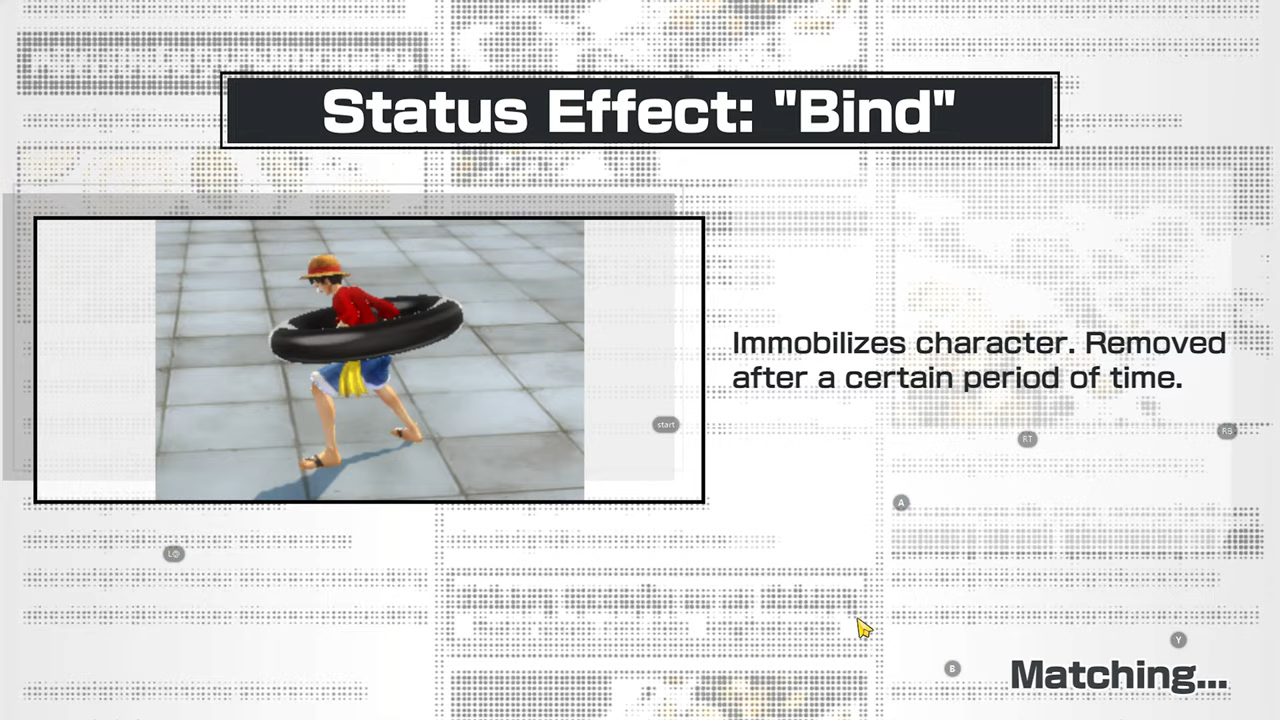 Status Effect: "Bind"
Immobilizes character. Removed
after a certain period of time.
start
RT
RB
A
L
Y
B
Matching...